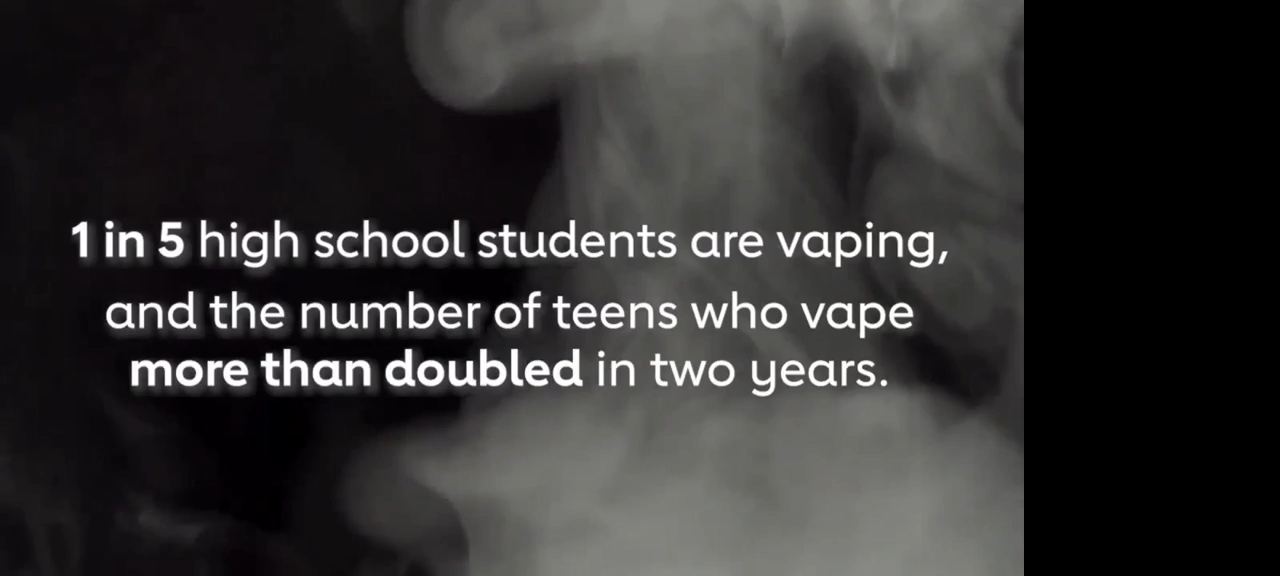 1 in 5 high school students are vaping,
and the number of teens who vape
more than doubled in two years.